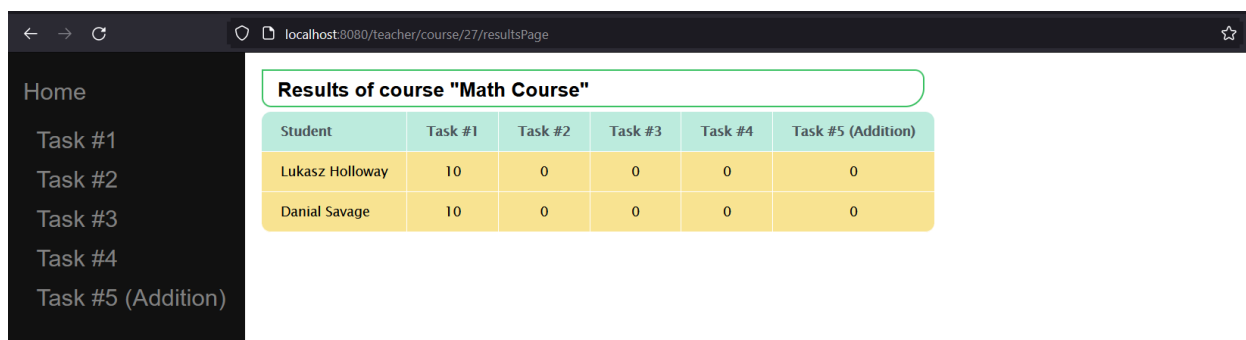 localhost:8080/teacher/course/27/resultsPage
Home
Task #1
Task #2
Task #3
Task #4
Task #5 (Addition)
Results of course "Math Course"
Student Task #1 Task #2 Task #3 Task #4 Task #5 (Addition)
Lukasz Holloway 10 0 0 0 0
Danial Savage 10 0 0 0 0